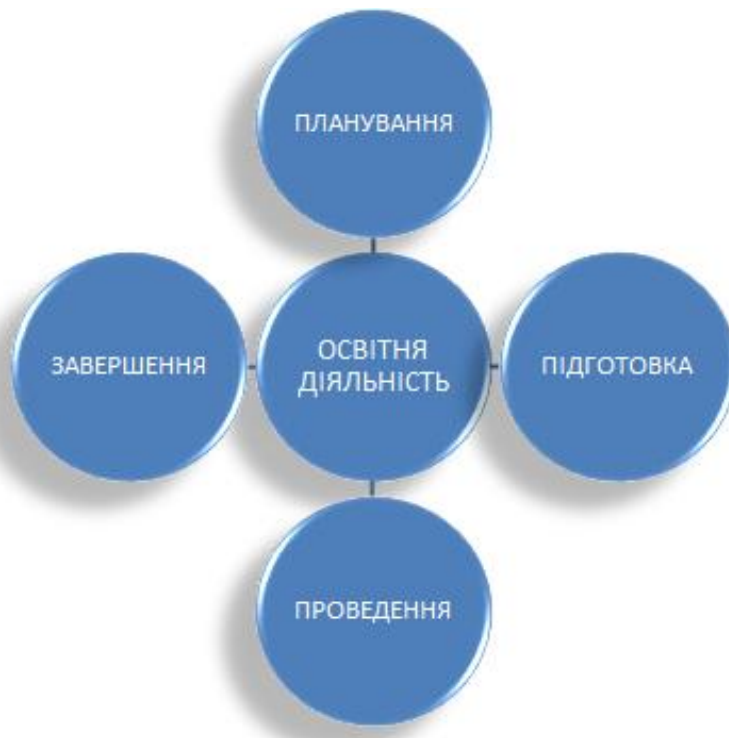 ПЛАНУВАННЯ
ЗАВЕРШЕННЯ
ОСВІТНЯ
ДІЯЛЬНІСТЬ
ПІДГОТОВКА
ПРОВЕДЕННЯ